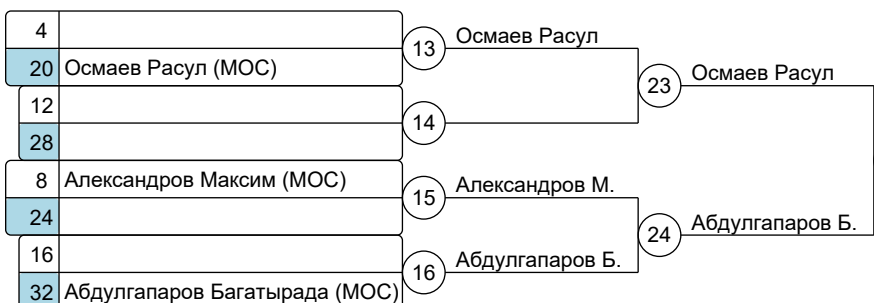 4
20 Осмаев Расул (МОС)
12
28
8 Александров Максим (МОС)
24
16
32 Абдулгапаров Багатырада (МОС)
13 Осмаев Расул
14
15 Александров М.
16 Абдулгапаров Б.
23 Осмаев Расул
24 Абдулгапаров Б.